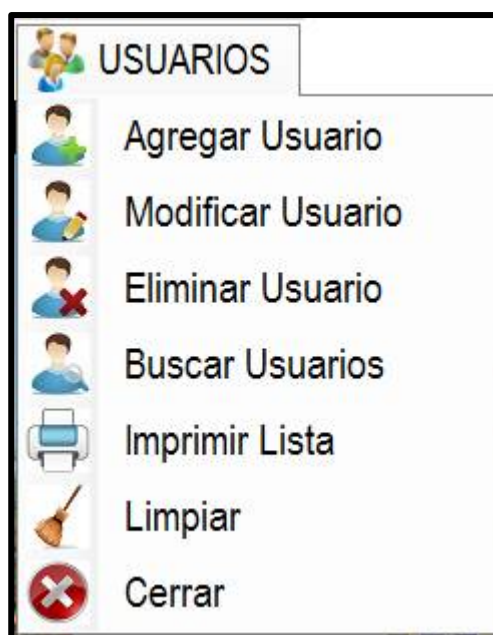 USUARIOS
Agregar Usuario
Modificar Usuario
Eliminar Usuario
Buscar Usuarios
Imprimir Lista
Limpiar
Cerrar